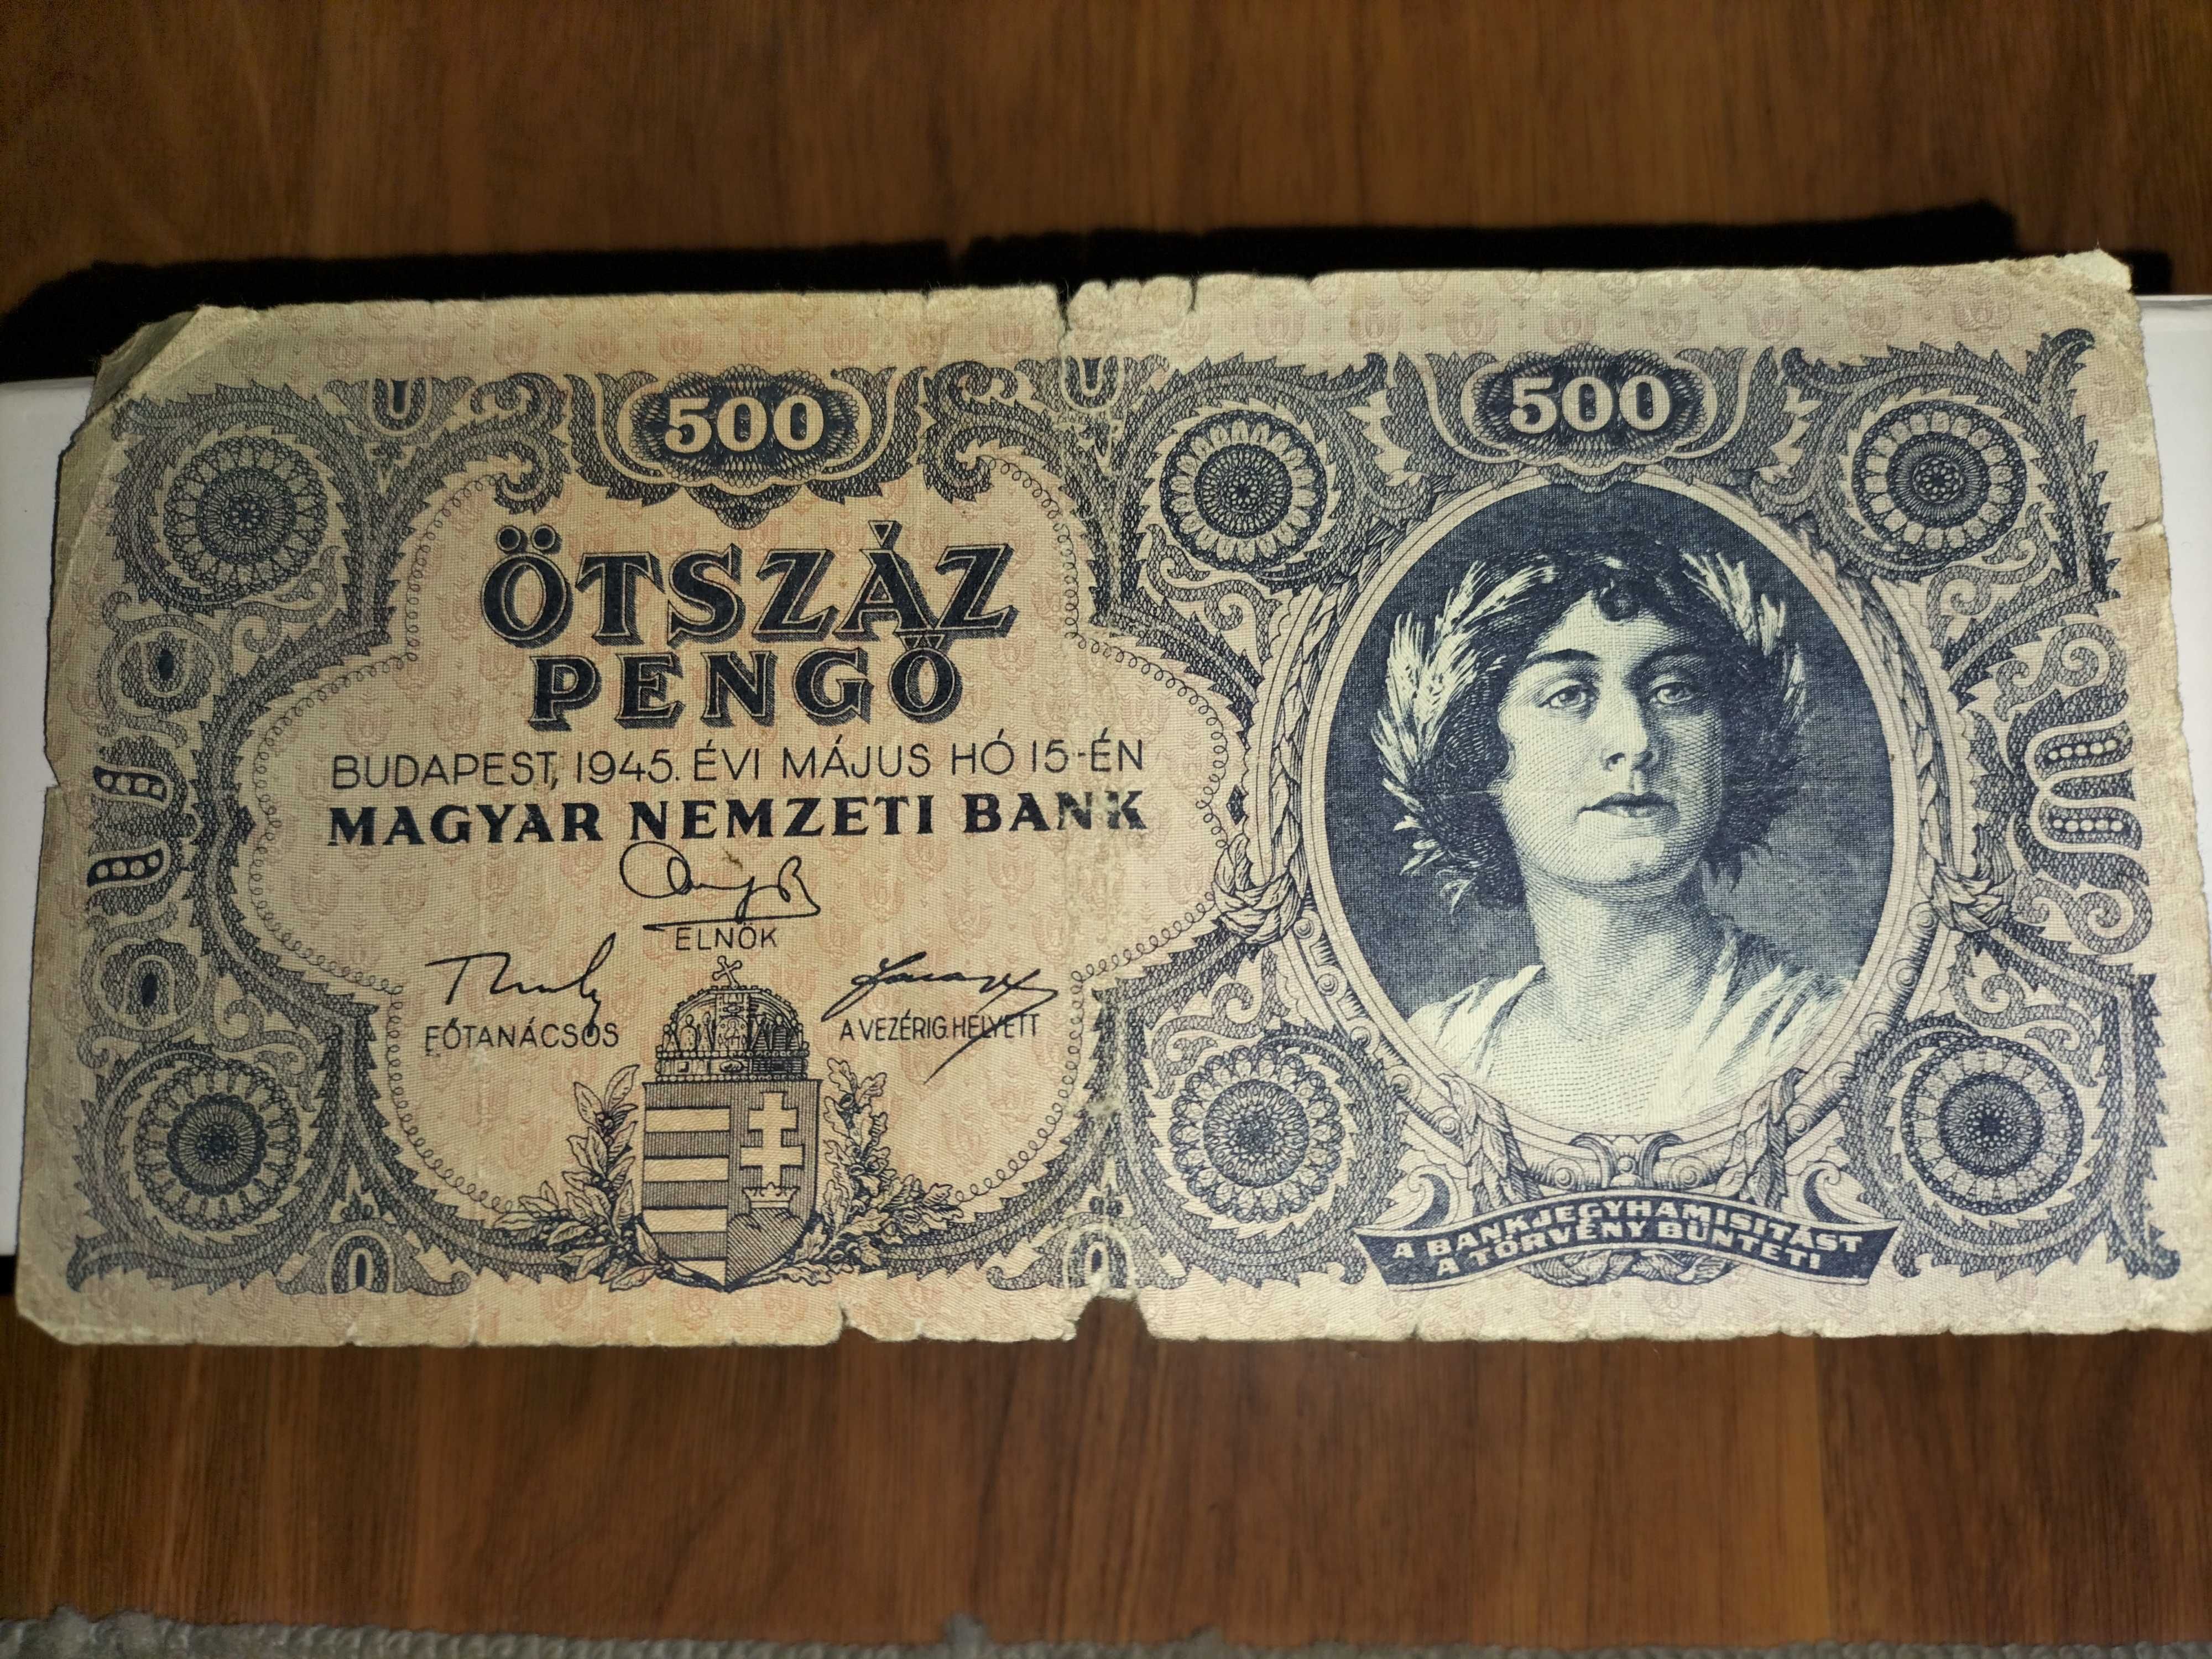 500
500
ÖTSZÁZ
PENGŐ
BUDAPEST, 1945. ÉVI MÁJUS HÓ 15-ÉN
MAGYAR NEMZETI BANK
ELNÖK
FŐTANÁCSOS
A VEZÉRIG. HELYETT
A BANKJEGYHAMISITÁST
A TÖRVÉNY BÜNTETI